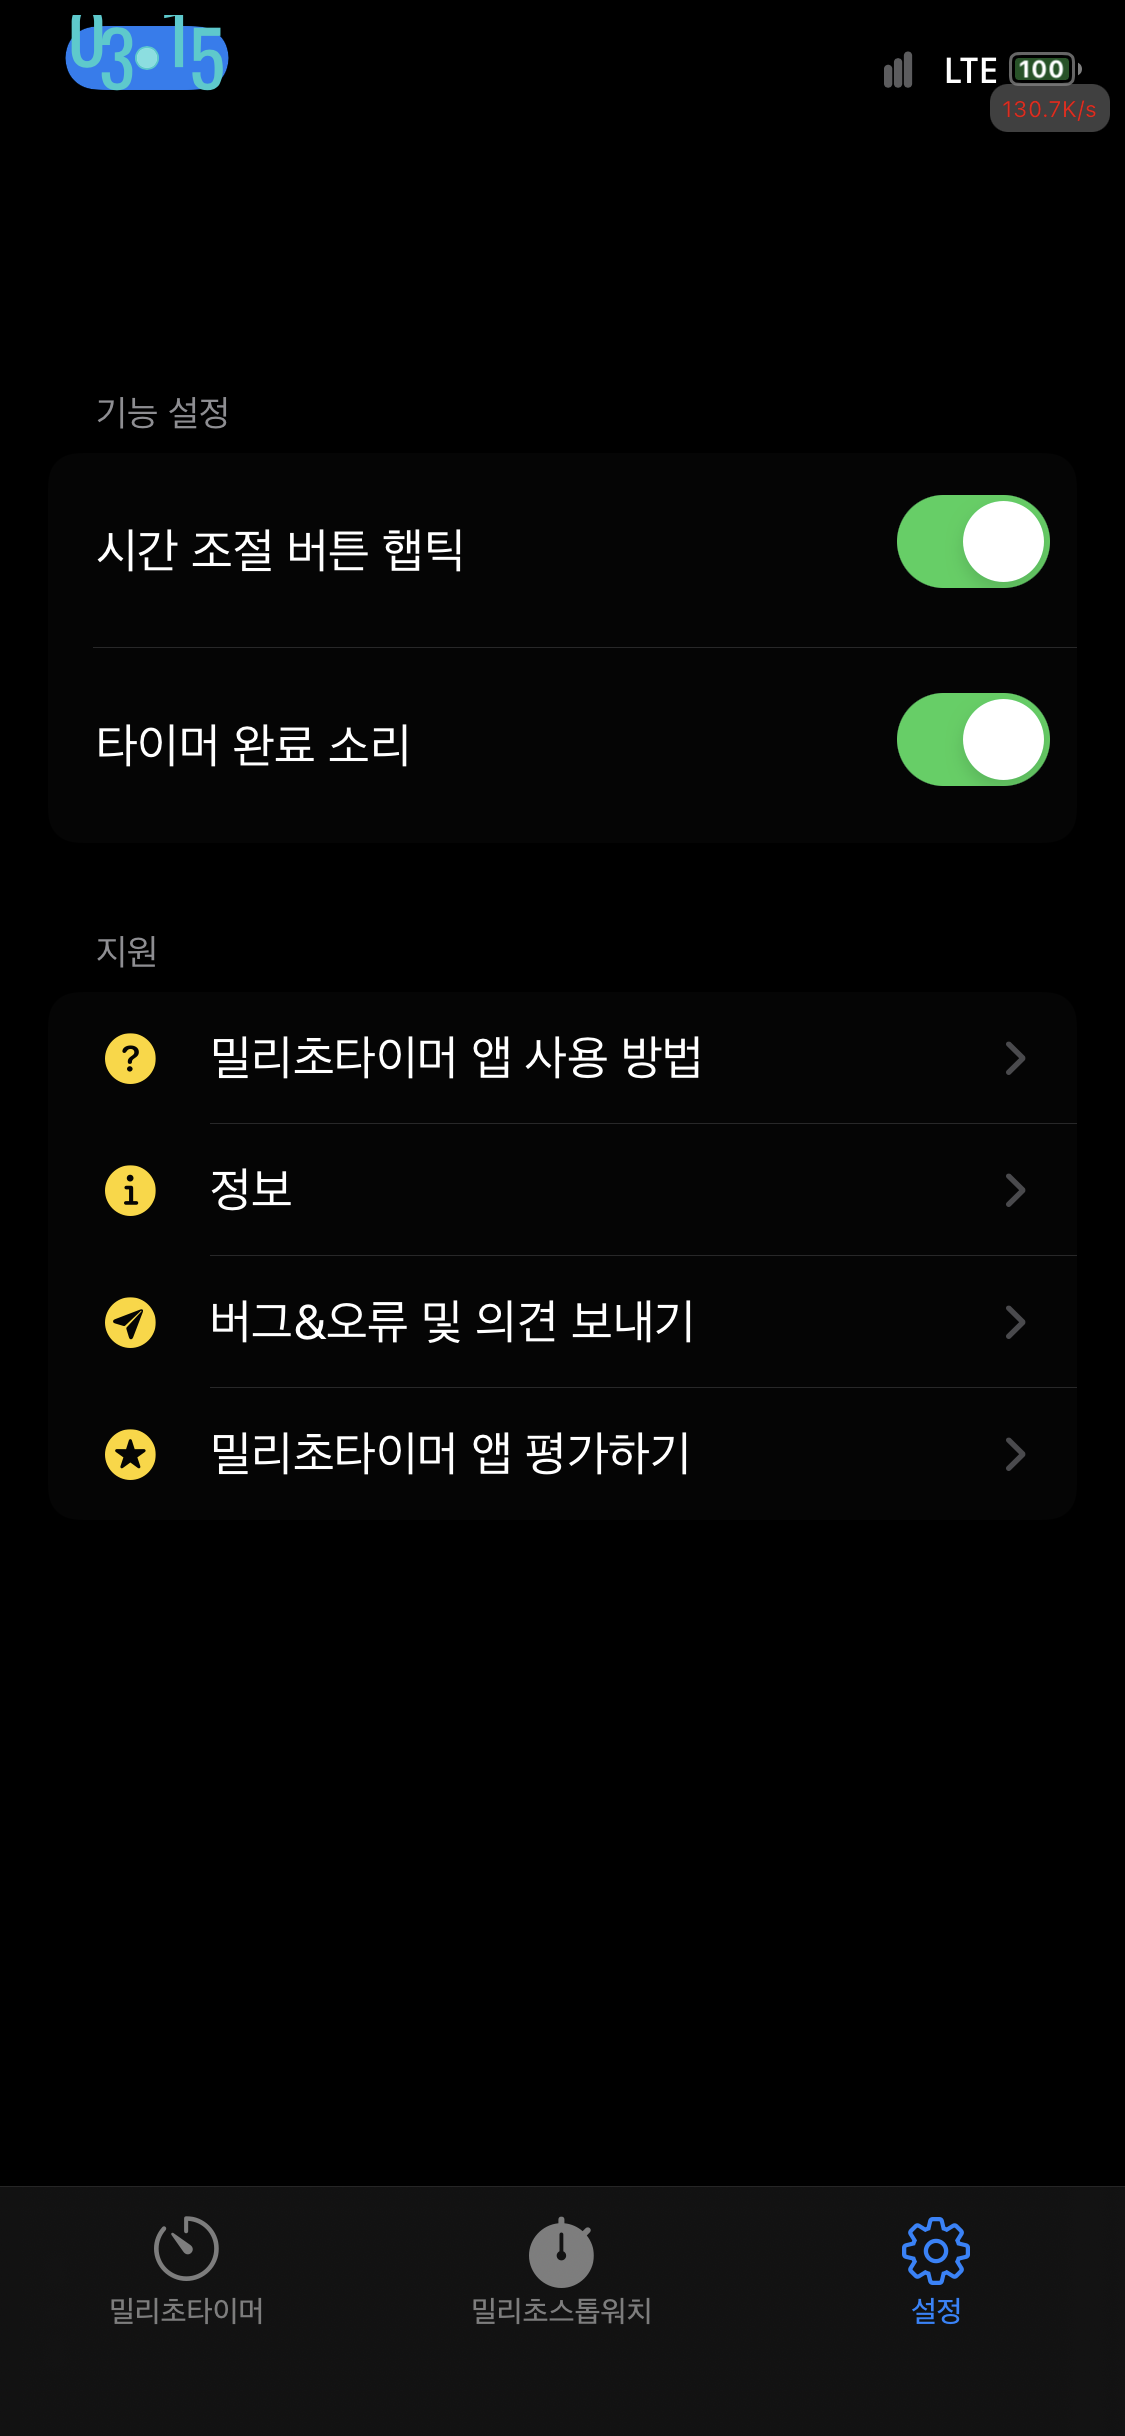 03•15
LTE 100
130.7K/s
기능 설정
시간 조절 버튼 햅틱
타이머 완료 소리
지원
밀리초타이머 앱 사용 방법
정보
버그&오류 및 의견 보내기
밀리초타이머 앱 평가하기
밀리초타이머
밀리초스톱워치
설정